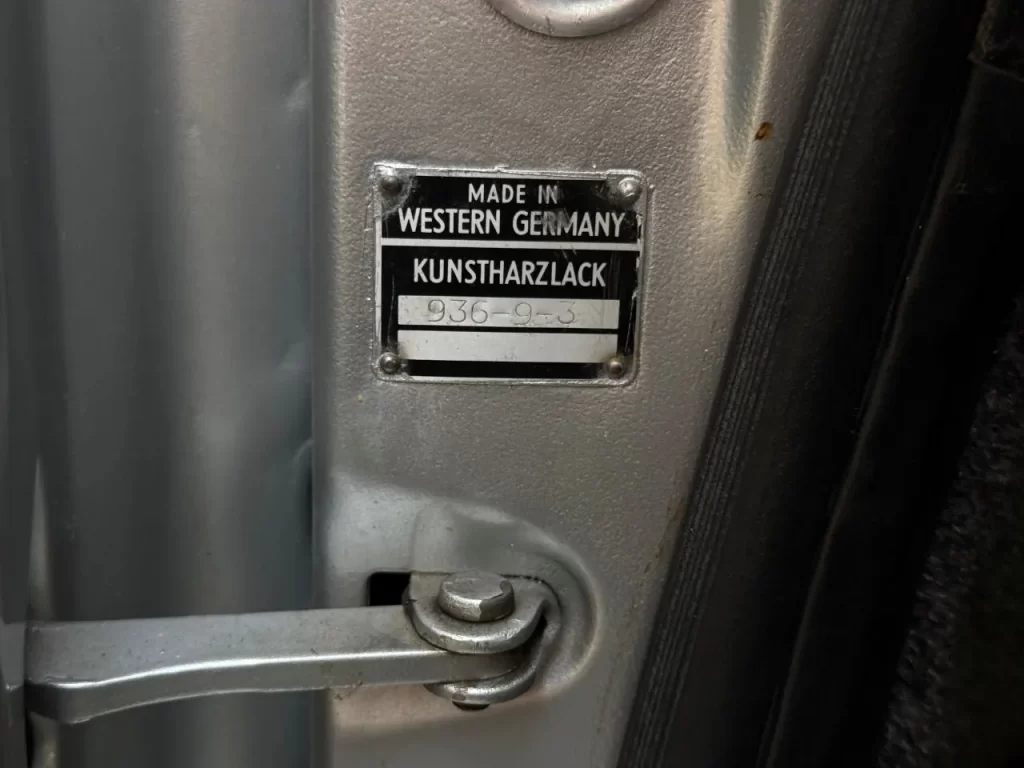 MADE IN
WESTERN GERMANY
KUNSTHARZLACK
936-9-3